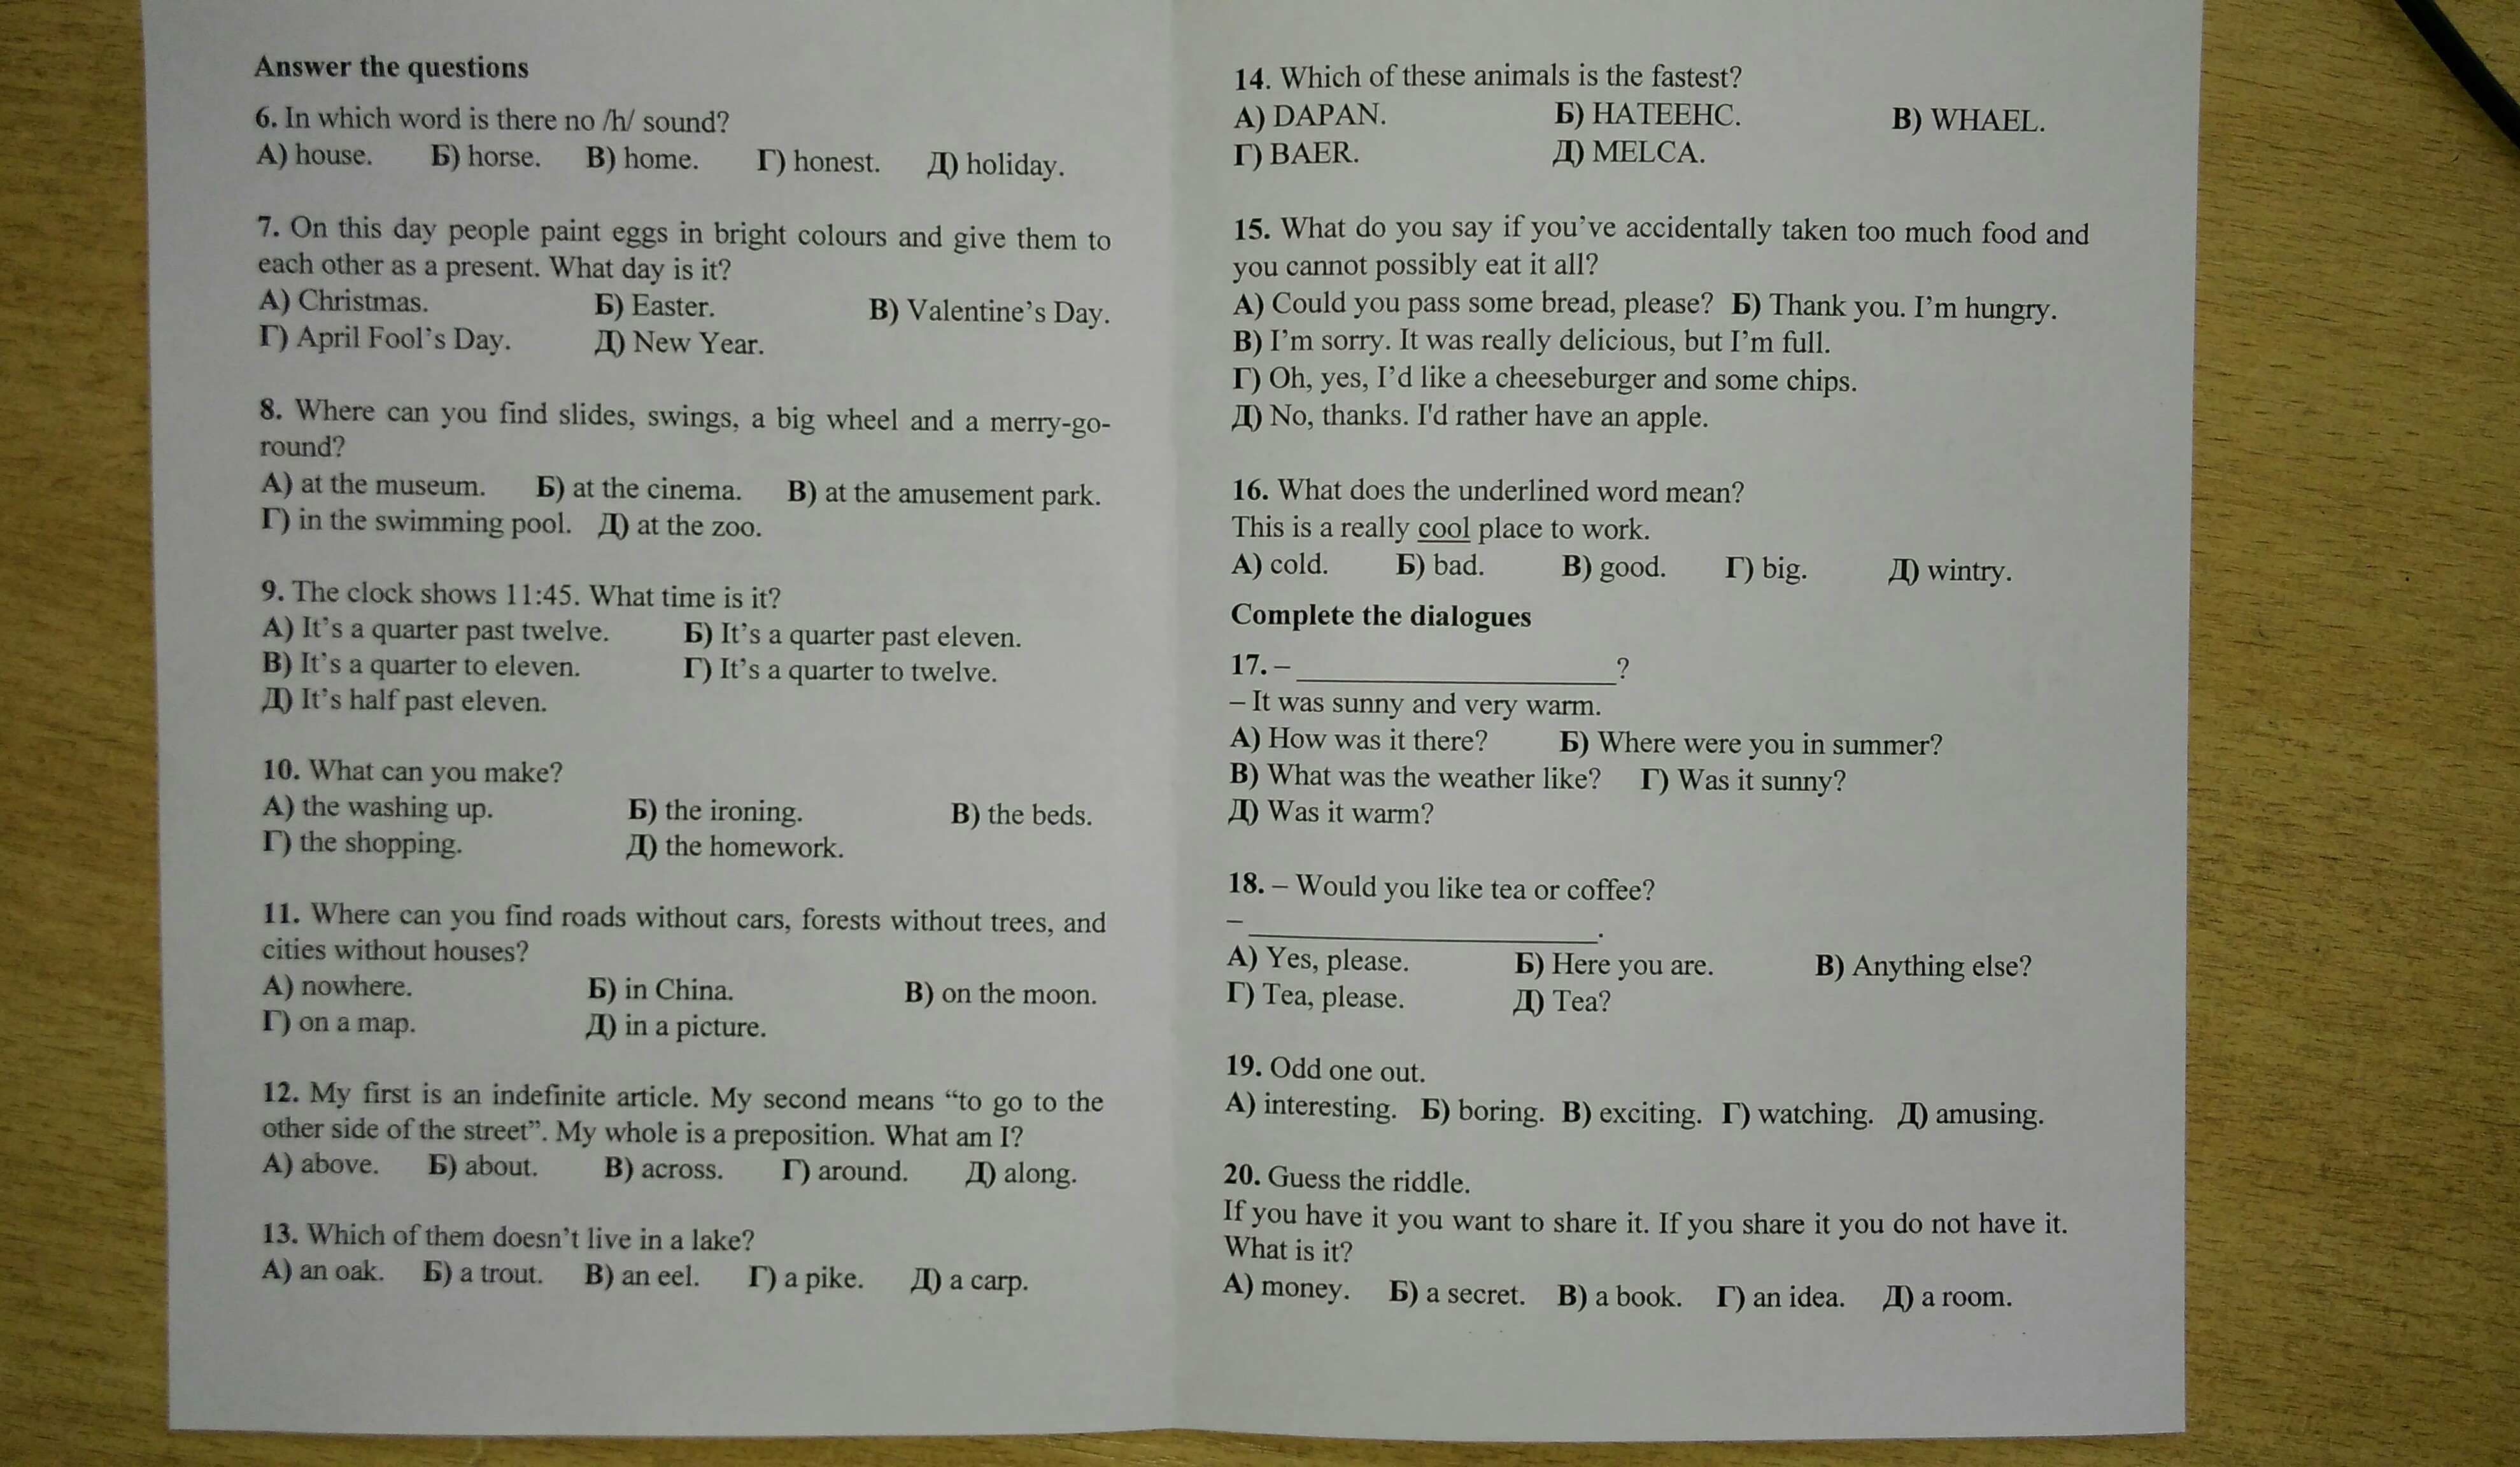 Answer the questions
6. In which word is there no /h/ sound?
А) house. Б) horse. В) home. Г) honest. Д) holiday.
7. On this day people paint eggs in bright colours and give them to
each other as a present. What day is it?
А) Christmas. Б) Easter. В) Valentine’s Day.
Г) April Fool’s Day. Д) New Year.
8. Where can you find slides, swings, a big wheel and a merry-go-
round?
А) at the museum. Б) at the cinema. В) at the amusement park.
Г) in the swimming pool. Д) at the zoo.
9. The clock shows 11:45. What time is it?
А) It’s a quarter past twelve. Б) It’s a quarter past eleven.
В) It’s a quarter to eleven. Г) It’s a quarter to twelve.
Д) It’s half past eleven.
10. What can you make?
А) the washing up. Б) the ironing. В) the beds.
Г) the shopping. Д) the homework.
11. Where can you find roads without cars, forests without trees, and
cities without houses?
А) nowhere. Б) in China. В) on the moon.
Г) on a map. Д) in a picture.
12. My first is an indefinite article. My second means “to go to the
other side of the street”. My whole is a preposition. What am I?
А) above. Б) about. В) across. Г) around. Д) along.
13. Which of them doesn’t live in a lake?
А) an oak. Б) a trout. В) an eel. Г) a pike. Д) a carp.
14. Which of these animals is the fastest?
А) DAPAN. Б) HATEEHC. В) WHAEL.
Г) BAER. Д) MELCA.
15. What do you say if you’ve accidentally taken too much food and
you cannot possibly eat it all?
А) Could you pass some bread, please? Б) Thank you. I’m hungry.
В) I’m sorry. It was really delicious, but I’m full.
Г) Oh, yes, I’d like a cheeseburger and some chips.
Д) No, thanks. I'd rather have an apple.
16. What does the underlined word mean?
This is a really cool place to work.
А) cold. Б) bad. В) good. Г) big. Д) wintry.
Complete the dialogues
17. – ______________________?
– It was sunny and very warm.
А) How was it there? Б) Where were you in summer?
В) What was the weather like? Г) Was it sunny?
Д) Was it warm?
18. – Would you like tea or coffee?
– ________________________.
А) Yes, please. Б) Here you are. В) Anything else?
Г) Tea, please. Д) Tea?
19. Odd one out.
А) interesting. Б) boring. В) exciting. Г) watching. Д) amusing.
20. Guess the riddle.
If you have it you want to share it. If you share it you do not have it.
What is it?
А) money. Б) a secret. В) a book. Г) an idea. Д) a room.